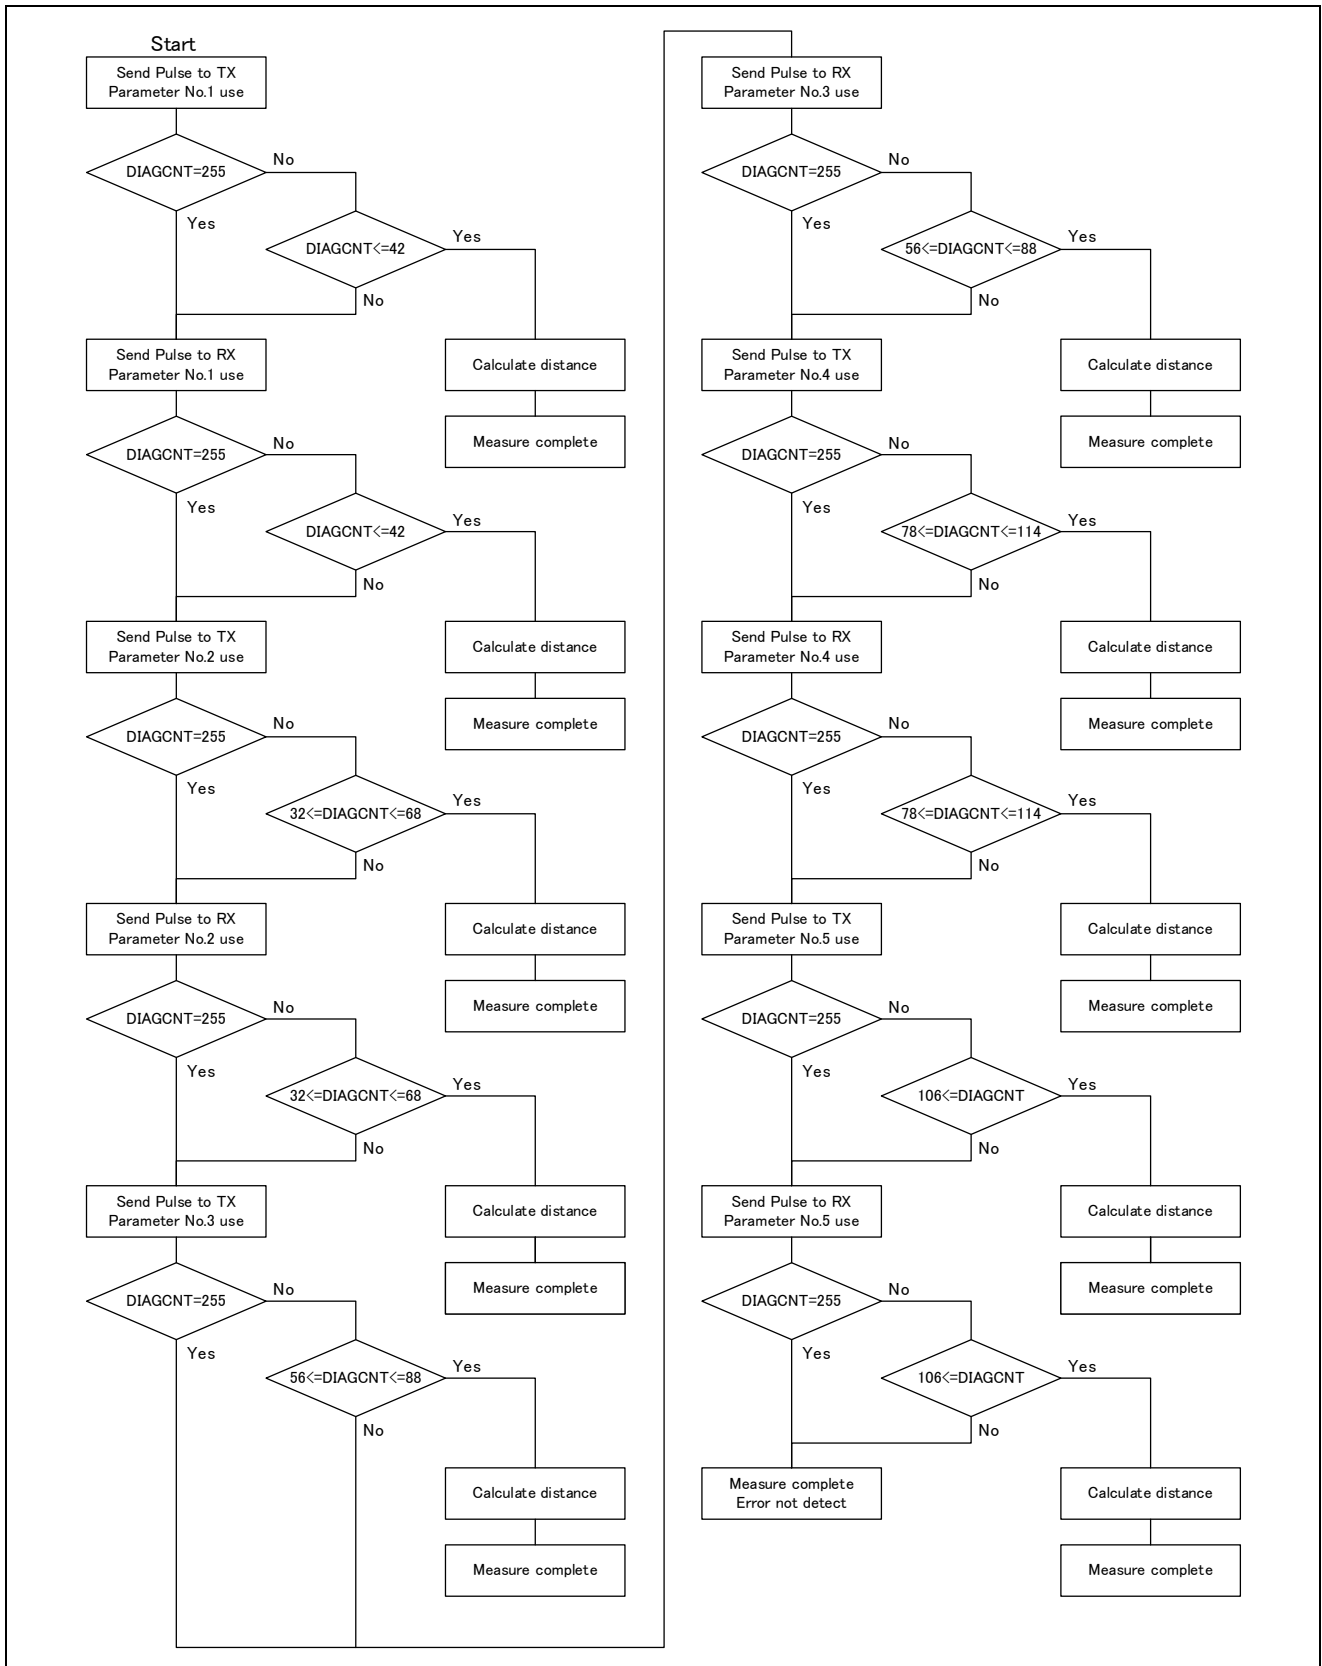 Start
Send Pulse to TX
Parameter No.1 use
DIAGCNT=255
No
Yes
DIAGCNT<=42
Yes
No
Send Pulse to RX
Parameter No.1 use
Calculate distance
Measure complete
DIAGCNT=255
No
Yes
DIAGCNT<=42
Yes
No
Send Pulse to TX
Parameter No.2 use
Calculate distance
Measure complete
DIAGCNT=255
No
Yes
32<=DIAGCNT<=68
Yes
No
Send Pulse to RX
Parameter No.2 use
Calculate distance
Measure complete
DIAGCNT=255
No
Yes
32<=DIAGCNT<=68
Yes
No
Send Pulse to TX
Parameter No.3 use
Calculate distance
Measure complete
DIAGCNT=255
No
Yes
56<=DIAGCNT<=88
Yes
No
Calculate distance
Measure complete
Send Pulse to RX
Parameter No.3 use
DIAGCNT=255
No
Yes
56<=DIAGCNT<=88
Yes
No
Send Pulse to TX
Parameter No.4 use
Calculate distance
Measure complete
DIAGCNT=255
No
Yes
78<=DIAGCNT<=114
Yes
No
Send Pulse to RX
Parameter No.4 use
Calculate distance
Measure complete
DIAGCNT=255
No
Yes
78<=DIAGCNT<=114
Yes
No
Send Pulse to TX
Parameter No.5 use
Calculate distance
Measure complete
DIAGCNT=255
No
Yes
106<=DIAGCNT
Yes
No
Send Pulse to RX
Parameter No.5 use
Calculate distance
Measure complete
DIAGCNT=255
No
Yes
106<=DIAGCNT
Yes
No
Measure complete
Error not detect
Calculate distance
Measure complete